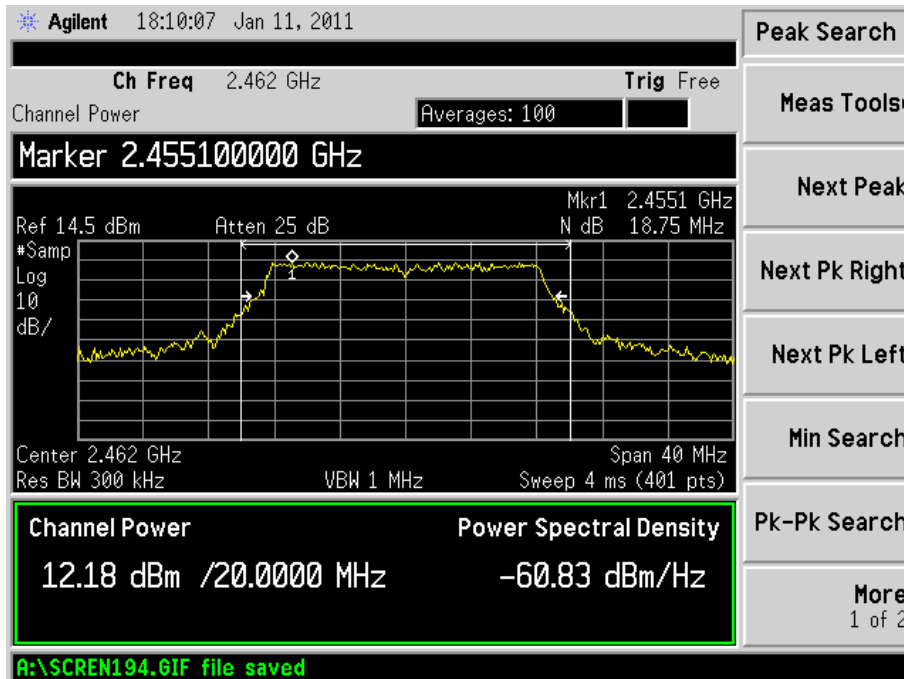 Agilent 18:10:07 Jan 11, 2011
Peak Search
Ch Freq 2.462 GHz Trig Free
Channel Power Averages: 100
Meas Tools
Marker 2.455100000 GHz
Next Peak
Mkr1 2.4551 GHz
Ref 14.5 dBm Atten 25 dB N dB 18.75 MHz
#Samp
Log
10
dB/
1
Next Pk Right
Next Pk Left
Min Search
Center 2.462 GHz Span 40 MHz
Res BW 300 kHz VBW 1 MHz Sweep 4 ms (401 pts)
Channel Power Power Spectral Density
12.18 dBm /20.0000 MHz -60.83 dBm/Hz
Pk-Pk Search
More
1 of 2
A:\SCREN194.GIF file saved